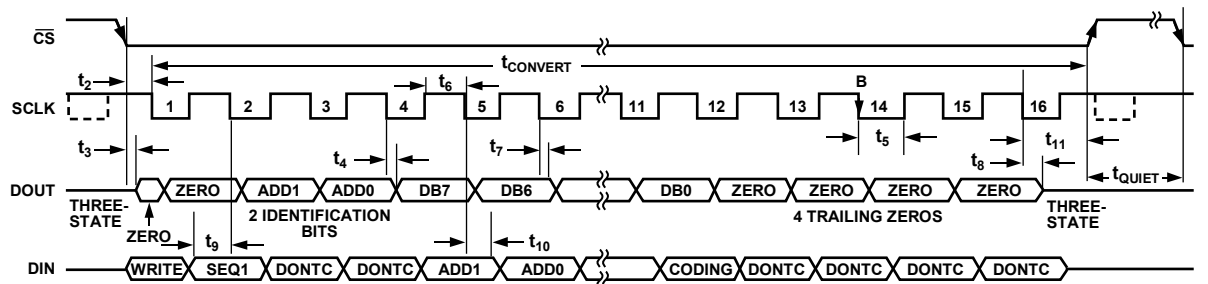 CS
t2
tCONVERT
t6
B
SCLK
1 2 3 4 5 6 11 12 13 14 15 16
t3
t4
t7
t5
t8
t11
DOUT
ZERO ADD1 ADD0 DB7 DB6 DB0 ZERO ZERO ZERO ZERO
tQUIET
THREE-
STATE
ZERO
2 IDENTIFICATION
BITS
4 TRAILING ZEROS
THREE-
STATE
t9
t10
DIN
WRITE SEQ1 DONTC DONTC ADD1 ADD0 CODING DONTC DONTC DONTC DONTC